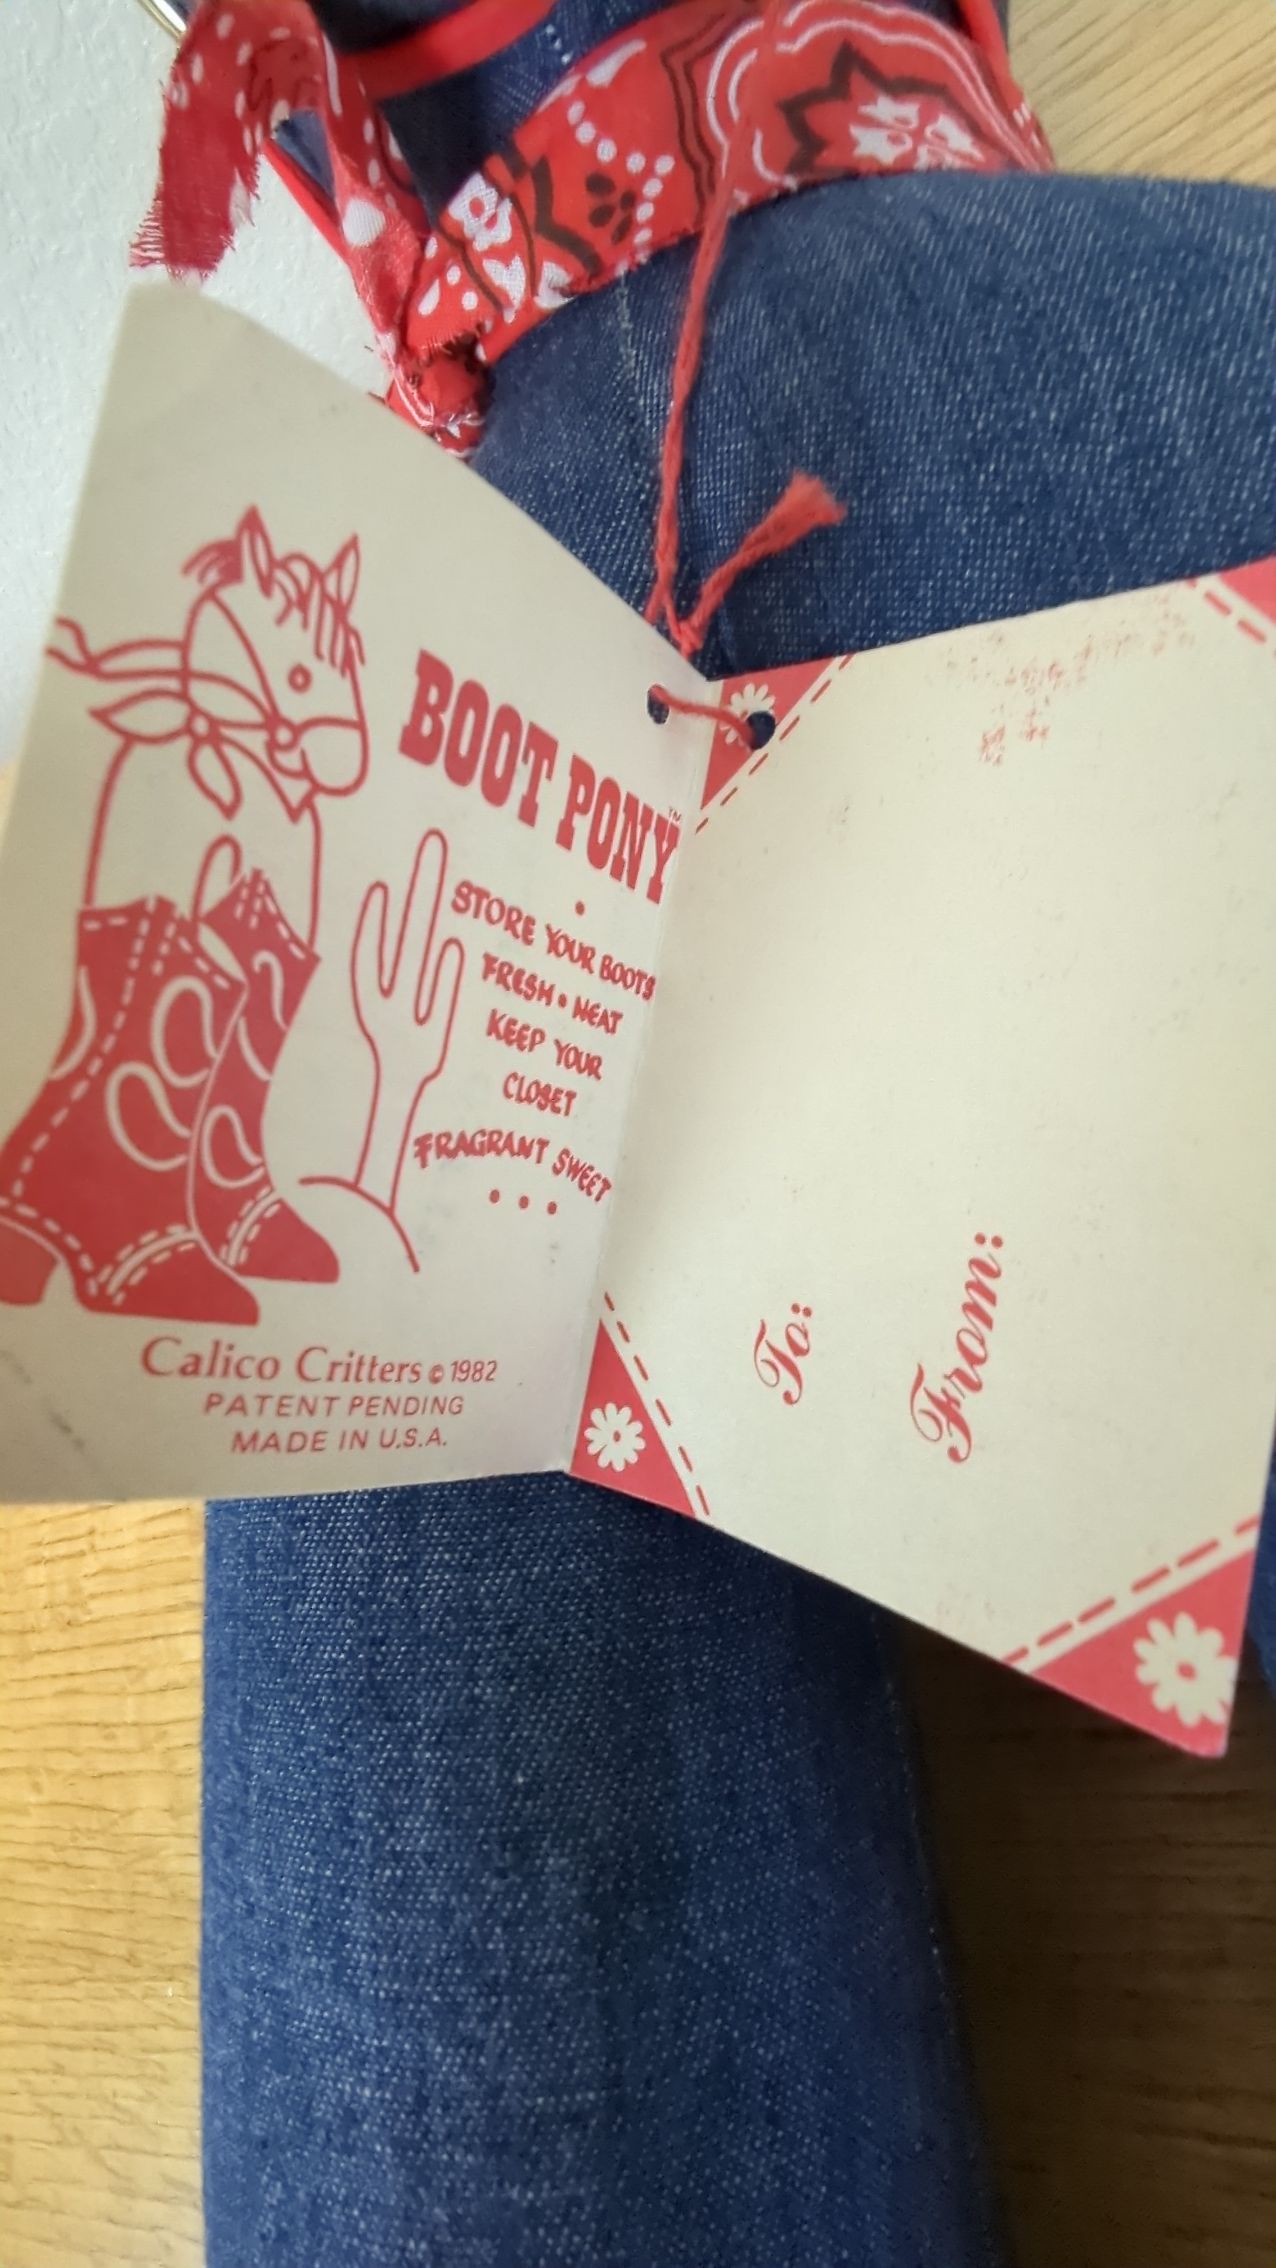 BOOT PONY™
STORE YOUR BOOTS
FRESH • NEAT
KEEP YOUR
CLOSET
FRAGRANT SWEET
• • •
Calico Critters © 1982
PATENT PENDING
MADE IN U.S.A.
To:
From: